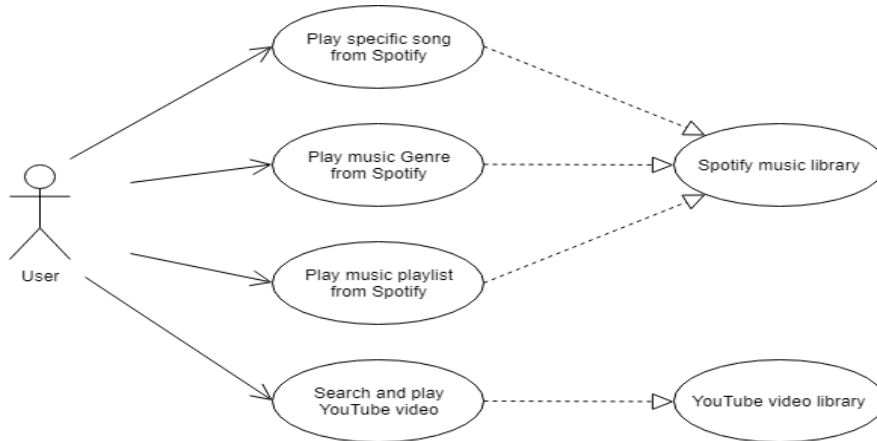 Play specific song
from Spotify
Play music Genre
from Spotify
Spotify music library
User
Play music playlist
from Spotify
Search and play
YouTube video
YouTube video library